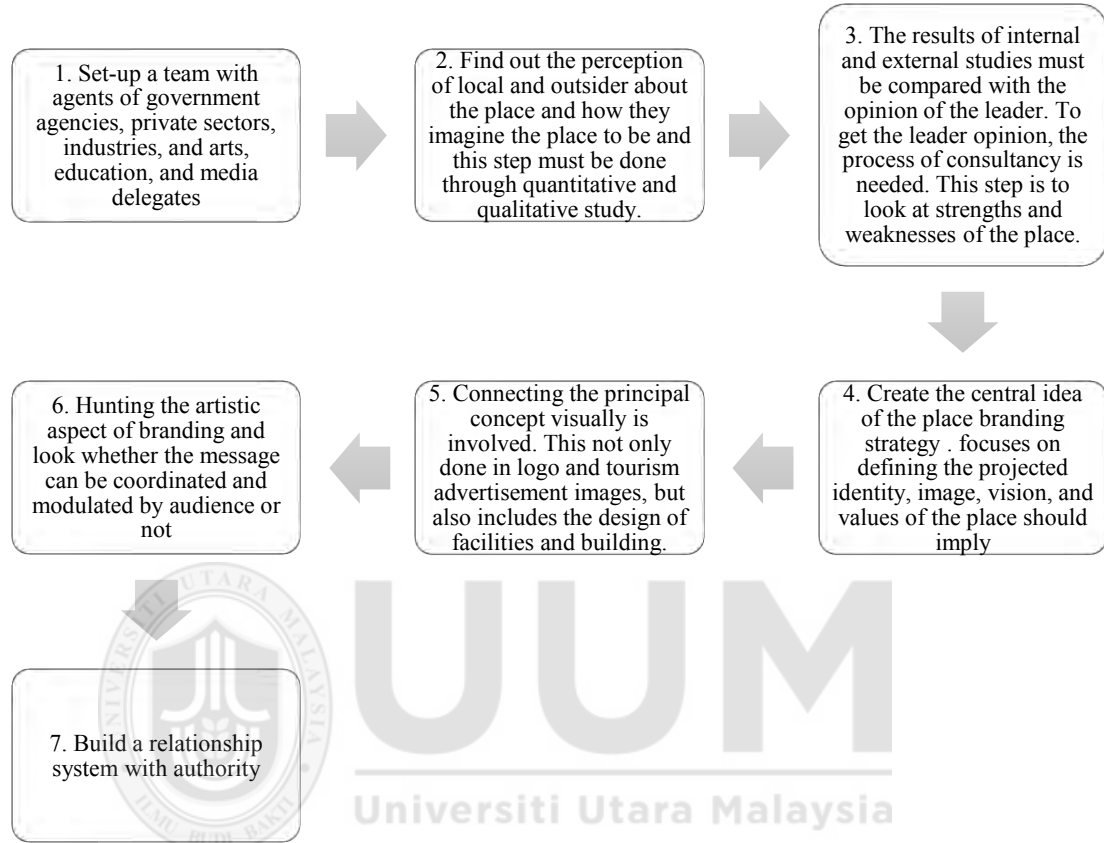 1. Set-up a team with
agents of government
agencies, private sectors,
industries, and arts,
education, and media
delegates
2. Find out the perception
of local and outsider about
the place and how they
imagine the place to be and
this step must be done
through quantitative and
qualitative study.
3. The results of internal
and external studies must
be compared with the
opinion of the leader. To
get the leader opinion, the
process of consultancy is
needed. This step is to
look at strengths and
weaknesses of the place.
4. Create the central idea
of the place branding
strategy . focuses on
defining the projected
identity, image, vision, and
values of the place should
imply
5. Connecting the principal
concept visually is
involved. This not only
done in logo and tourism
advertisement images, but
also includes the design of
facilities and building.
6. Hunting the artistic
aspect of branding and
look whether the message
can be coordinated and
modulated by audience or
not
7. Build a relationship
system with authority
UNIVERSITI UTARA MALAYSIA
ILMU BUDI BAKTI
UUM
Universiti Utara Malaysia